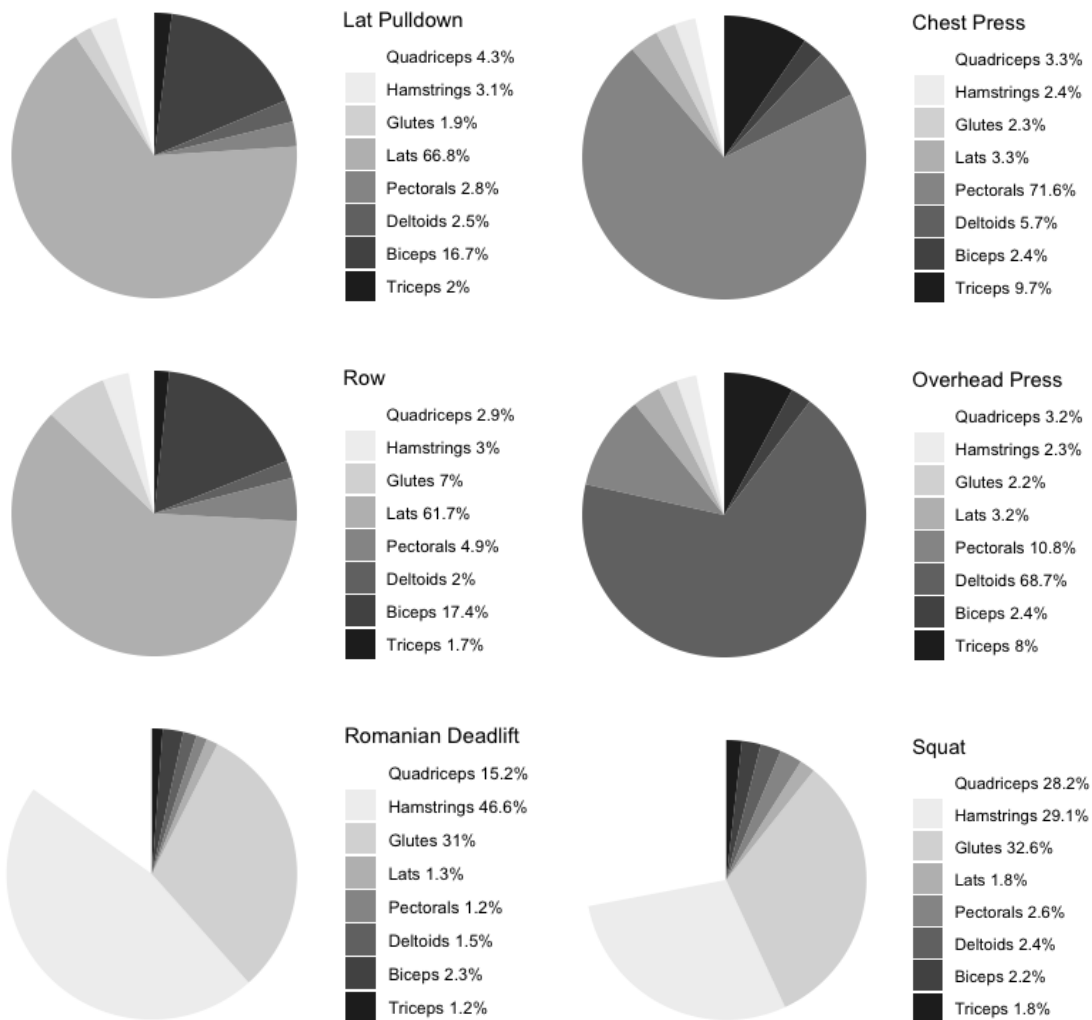 Lat Pulldown
Quadriceps 4.3%
Hamstrings 3.1%
Glutes 1.9%
Lats 66.8%
Pectorals 2.8%
Deltoids 2.5%
Biceps 16.7%
Triceps 2%
Chest Press
Quadriceps 3.3%
Hamstrings 2.4%
Glutes 2.3%
Lats 3.3%
Pectorals 71.6%
Deltoids 5.7%
Biceps 2.4%
Triceps 9.7%
Row
Quadriceps 2.9%
Hamstrings 3%
Glutes 7%
Lats 61.7%
Pectorals 4.9%
Deltoids 2%
Biceps 17.4%
Triceps 1.7%
Overhead Press
Quadriceps 3.2%
Hamstrings 2.3%
Glutes 2.2%
Lats 3.2%
Pectorals 10.8%
Deltoids 68.7%
Biceps 2.4%
Triceps 8%
Romanian Deadlift
Quadriceps 15.2%
Hamstrings 46.6%
Glutes 31%
Lats 1.3%
Pectorals 1.2%
Deltoids 1.5%
Biceps 2.3%
Triceps 1.2%
Squat
Quadriceps 28.2%
Hamstrings 29.1%
Glutes 32.6%
Lats 1.8%
Pectorals 2.6%
Deltoids 2.4%
Biceps 2.2%
Triceps 1.8%